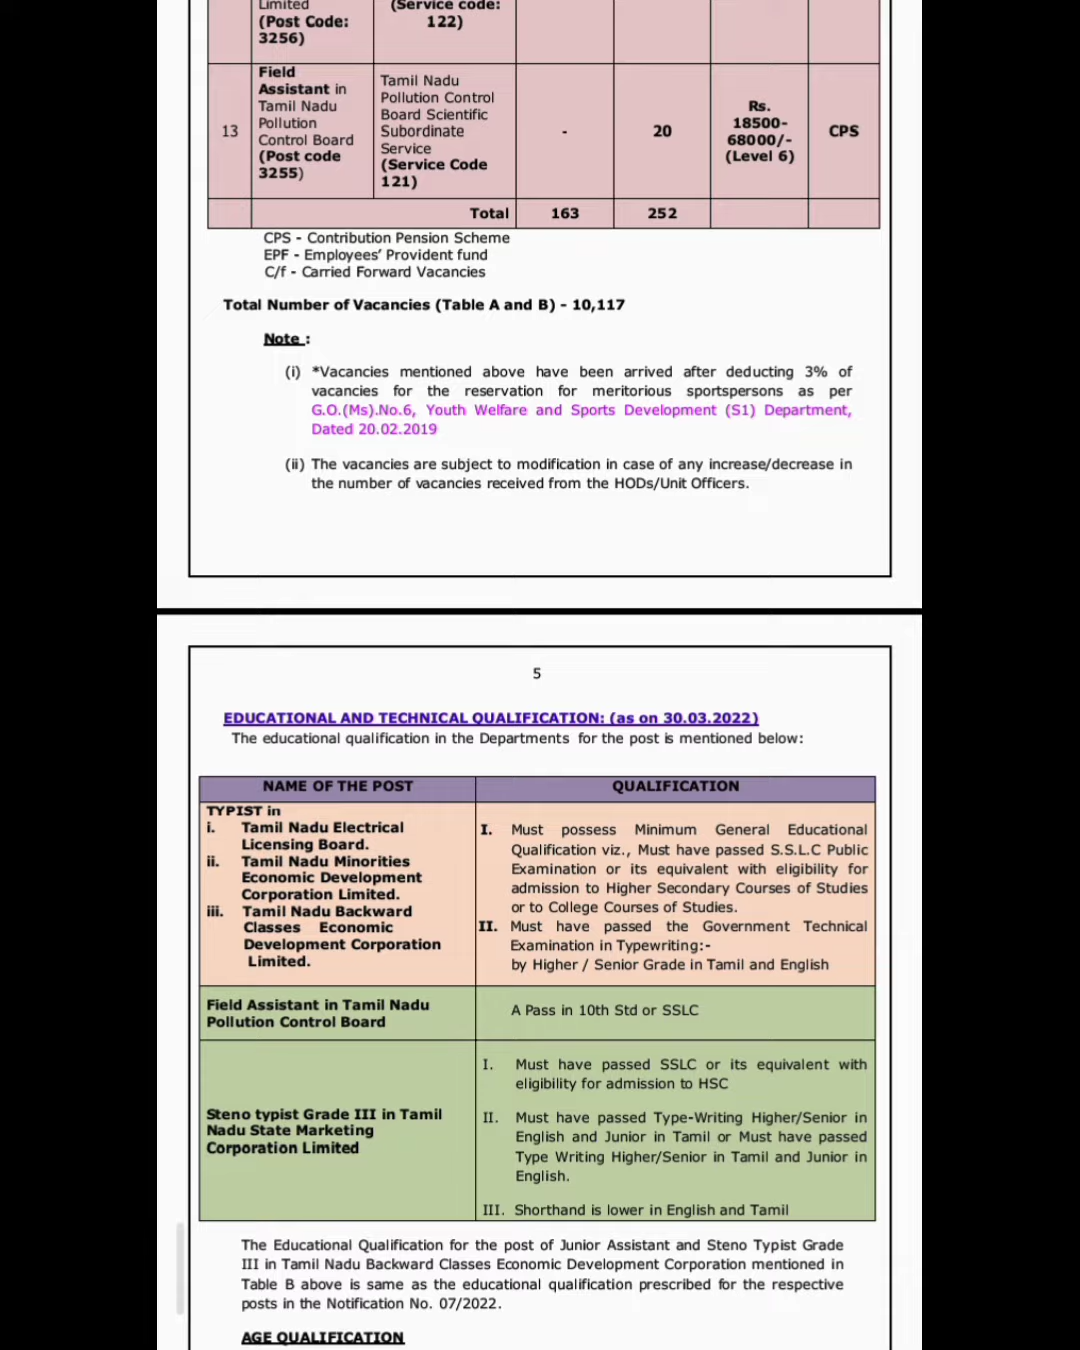 Limited
(Post Code:
3256)
(Service code:
122)
13
Field
Assistant in
Tamil Nadu
Pollution
Control Board
(Post code
3255)
Tamil Nadu
Pollution Control
Board Scientific
Subordinate
Service
(Service Code
121)
-
20
Rs.
18500-
68000/-
(Level 6)
CPS
Total 163 252
CPS - Contribution Pension Scheme
EPF - Employees' Provident fund
C/f - Carried Forward Vacancies
Total Number of Vacancies (Table A and B) - 10,117
Note :
(i) *Vacancies mentioned above have been arrived after deducting 3% of
vacancies for the reservation for meritorious sportspersons as per
G.O.(Ms).No.6, Youth Welfare and Sports Development (S1) Department,
Dated 20.02.2019
(ii) The vacancies are subject to modification in case of any increase/decrease in
the number of vacancies received from the HODs/Unit Officers.
5
EDUCATIONAL AND TECHNICAL QUALIFICATION: (as on 30.03.2022)
The educational qualification in the Departments for the post is mentioned below:
NAME OF THE POST QUALIFICATION
TYPIST in
i. Tamil Nadu Electrical
Licensing Board.
ii. Tamil Nadu Minorities
Economic Development
Corporation Limited.
iii. Tamil Nadu Backward
Classes Economic
Development Corporation
Limited.
I. Must possess Minimum General Educational
Qualification viz., Must have passed S.S.L.C Public
Examination or its equivalent with eligibility for
admission to Higher Secondary Courses of Studies
or to College Courses of Studies.
II. Must have passed the Government Technical
Examination in Typewriting:-
by Higher / Senior Grade in Tamil and English
Field Assistant in Tamil Nadu
Pollution Control Board
A Pass in 10th Std or SSLC
Steno typist Grade III in Tamil
Nadu State Marketing
Corporation Limited
I. Must have passed SSLC or its equivalent with
eligibility for admission to HSC
II. Must have passed Type-Writing Higher/Senior in
English and Junior in Tamil or Must have passed
Type Writing Higher/Senior in Tamil and Junior in
English.
III. Shorthand is lower in English and Tamil
The Educational Qualification for the post of Junior Assistant and Steno Typist Grade
III in Tamil Nadu Backward Classes Economic Development Corporation mentioned in
Table B above is same as the educational qualification prescribed for the respective
posts in the Notification No. 07/2022.
AGE QUALIFICATION